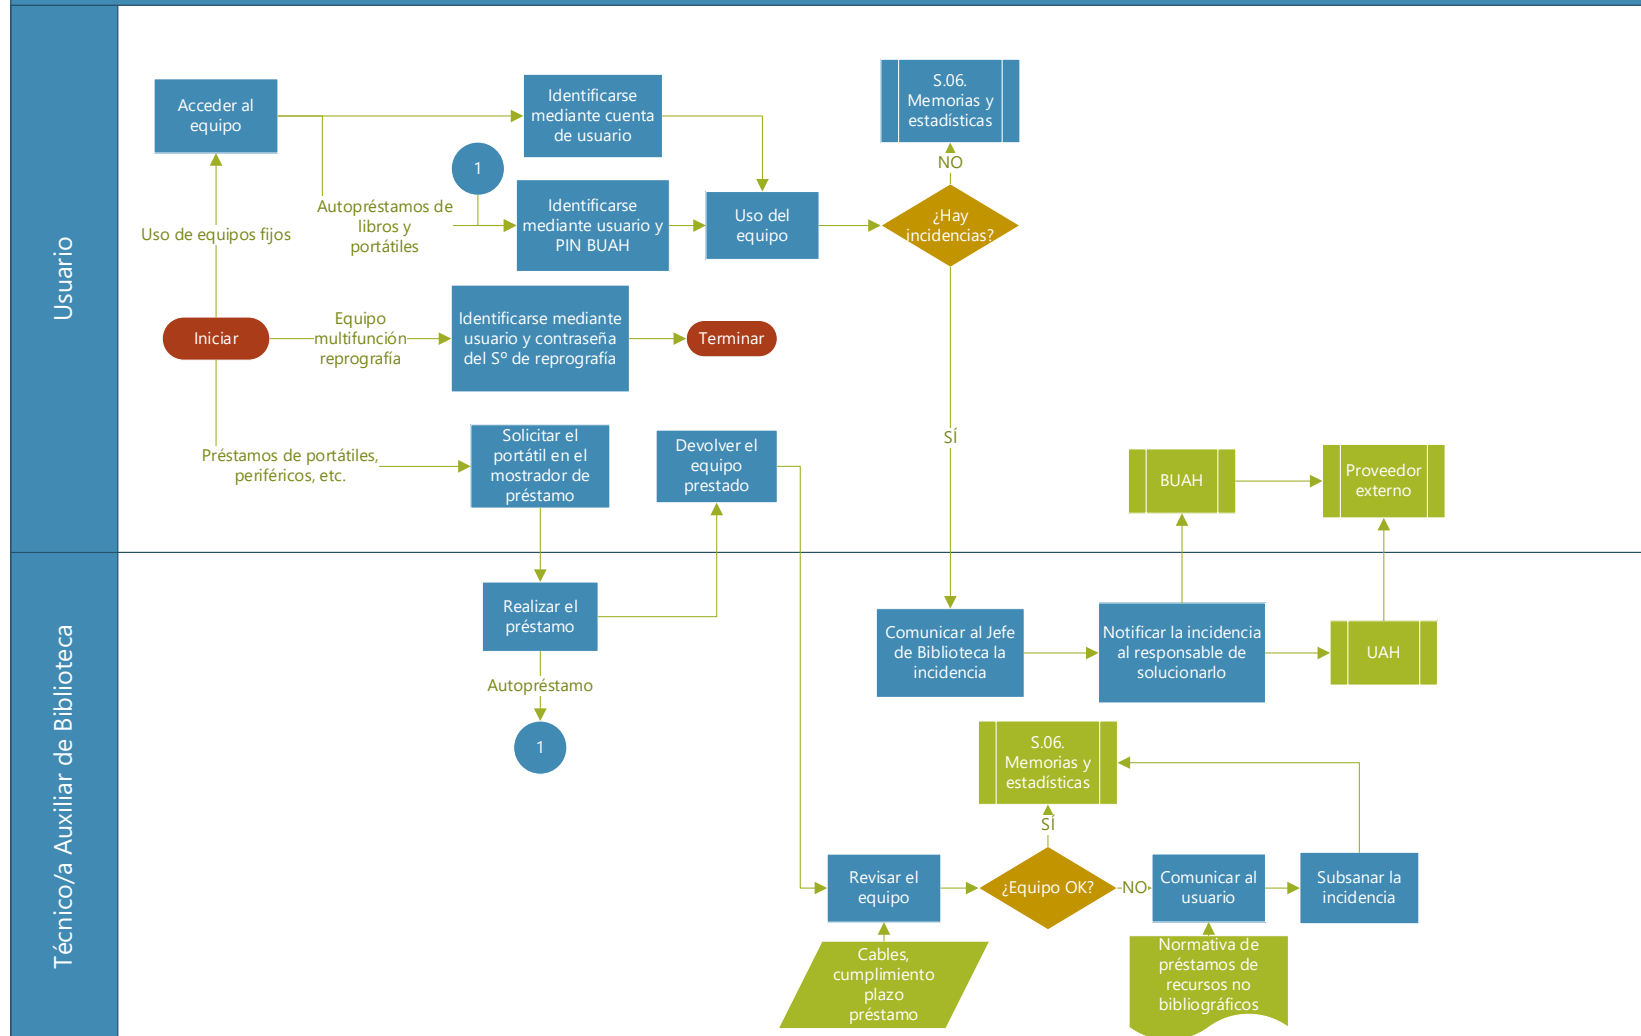 Usuario
Acceder al
equipo
Identificarse
mediante cuenta
de usuario
S.06.
Memorias y
estadísticas
NO
1
Autopréstamos de
libros y
portátiles
Identificarse
mediante usuario y
PIN BUAH
Uso del
equipo
¿Hay
incidencias?
Uso de equipos fijos
Iniciar
Equipo
multifunción
reprografía
Identificarse mediante
usuario y contraseña
del Sº de reprografía
Terminar
SÍ
Préstamos de portátiles,
periféricos, etc.
Solicitar el
portátil en el
mostrador de
préstamo
Devolver el
equipo
prestado
BUAH
Proveedor
externo
Técnico/a Auxiliar de Biblioteca
Realizar el
préstamo
Autopréstamo
1
Comunicar al Jefe
de Biblioteca la
incidencia
Notificar la incidencia
al responsable de
solucionarlo
UAH
S.06.
Memorias y
estadísticas
SÍ
Revisar el
equipo
¿Equipo OK?
NO
Comunicar al
usuario
Subsanar la
incidencia
Cables,
cumplimiento
plazo
préstamo
Normativa de
préstamos de
recursos no
bibliográficos